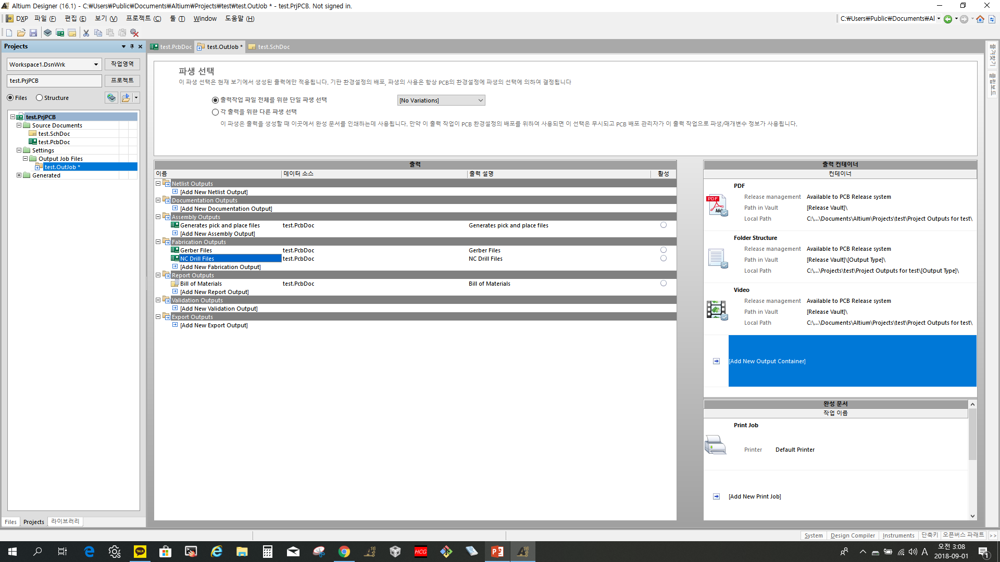 Altium Designer (16.1) - C:₩Users₩Public₩Documents₩Altium₩Projects₩test₩test.OutJob * - test.PrjPCB. Not signed in.
DXP 파일 (F) 편집 (E) 보기 (V) 프로젝트 (C) 툴 (T) Window 도움말 (H)
C:₩Users₩Public₩Documents₩Al
Projects
test.PcbDoc test.OutJob * test.SchDoc
Workspace1.DsnWrk 작업영역
test.PrjPCB 프로젝트
Files Structure
test.PrjPCB
Source Documents
test.SchDoc
test.PcbDoc
Settings
Output Job Files
test.OutJob *
Generated
Files Projects 라이브러리
파생 선택
이 파생 선택은 현재 보기에서 생성된 출력에만 적용됩니다. 기판 환경설정의 배포, 파생의 사용은 항상 PCB의 환경설정에 파생의 선택에 의하여 결정됩니다
출력작업 파일 전체를 위한 단일 파생 선택 [No Variations]
각 출력을 위한 다른 파생 선택
이 파생은 출력을 생성할 때 이곳에서 완성 문서를 인쇄하는데 사용됩니다. 만약 이 출력 작업이 PCB 환경설정의 배포를 위하여 사용되면 이 선택은 무시되고 PCB 배포 관리자가 이 출력 작업으로 파생/매개변수 정보가 사용됩니다.
출력
이름 데이터 소스 출력 설명 활성
Netlist Outputs
[Add New Netlist Output]
Documentation Outputs
[Add New Documentation Output]
Assembly Outputs
Generates pick and place files test.PcbDoc Generates pick and place files
[Add New Assembly Output]
Fabrication Outputs
Gerber Files test.PcbDoc Gerber Files
NC Drill Files test.PcbDoc NC Drill Files
[Add New Fabrication Output]
Report Outputs
Bill of Materials test.PcbDoc Bill of Materials
[Add New Report Output]
Validation Outputs
[Add New Validation Output]
Export Outputs
[Add New Export Output]
출력 컨테이너
컨테이너
PDF
PDF
Release management Available to PCB Release system
Path in Vault [Release Vault]\
Local Path C:\...\Documents\Altium\Projects\test\Project Outputs for test\
Folder Structure
Release management Available to PCB Release system
Path in Vault [Release Vault]\[Output Type]\
Local Path C:\...\Projects\test\Project Outputs for test\[Output Type]\
Video
Release management Available to PCB Release system
Path in Vault [Release Vault]\
Local Path C:\...\Documents\Altium\Projects\test\Project Outputs for test\
[Add New Output Container]
완성 문서
작업 이름
Print Job
Printer Default Printer
[Add New Print Job]
즐겨찾기
클립보드
System Design Compiler Instruments 단축키 오픈버스 파래트 >>
TALK
HCG
16
16
A
오전 3:08
2018-09-01
1